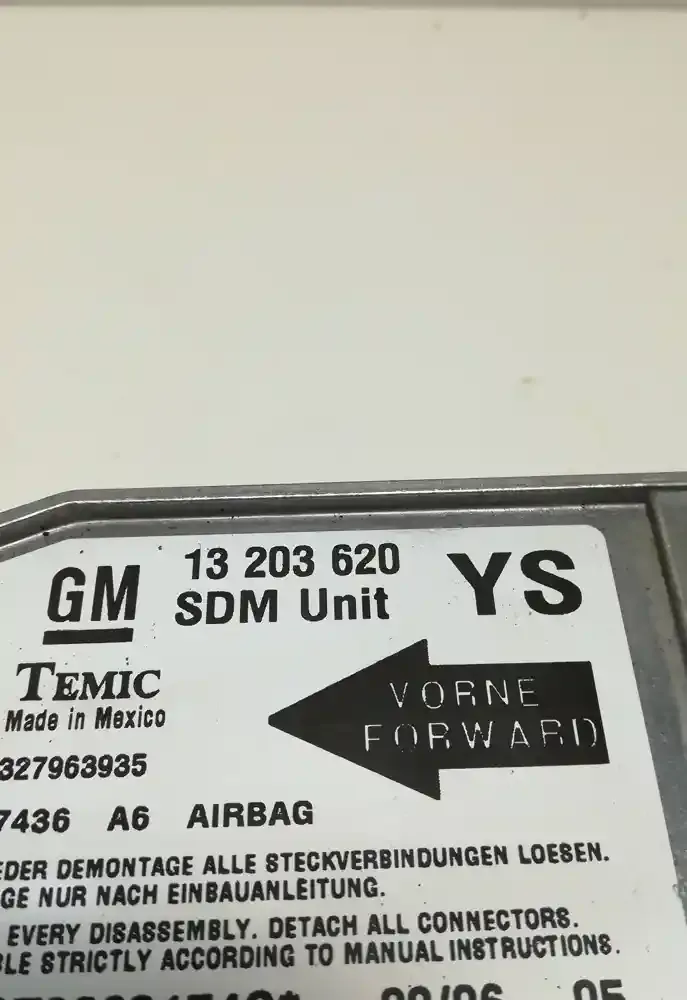 GM 13 203 620 YS
SDM Unit
TEMIC
VORNE
FORWARD
Made in Mexico
327963935
7436 A6 AIRBAG
EDER DEMONTAGE ALLE STECKVERBINDUNGEN LOESEN.
GE NUR NACH EINBAUANLEITUNG.
EVERY DISASSEMBLY. DETACH ALL CONNECTORS.
BLE STRICTLY ACCORDING TO MANUAL INSTRUCTIONS.